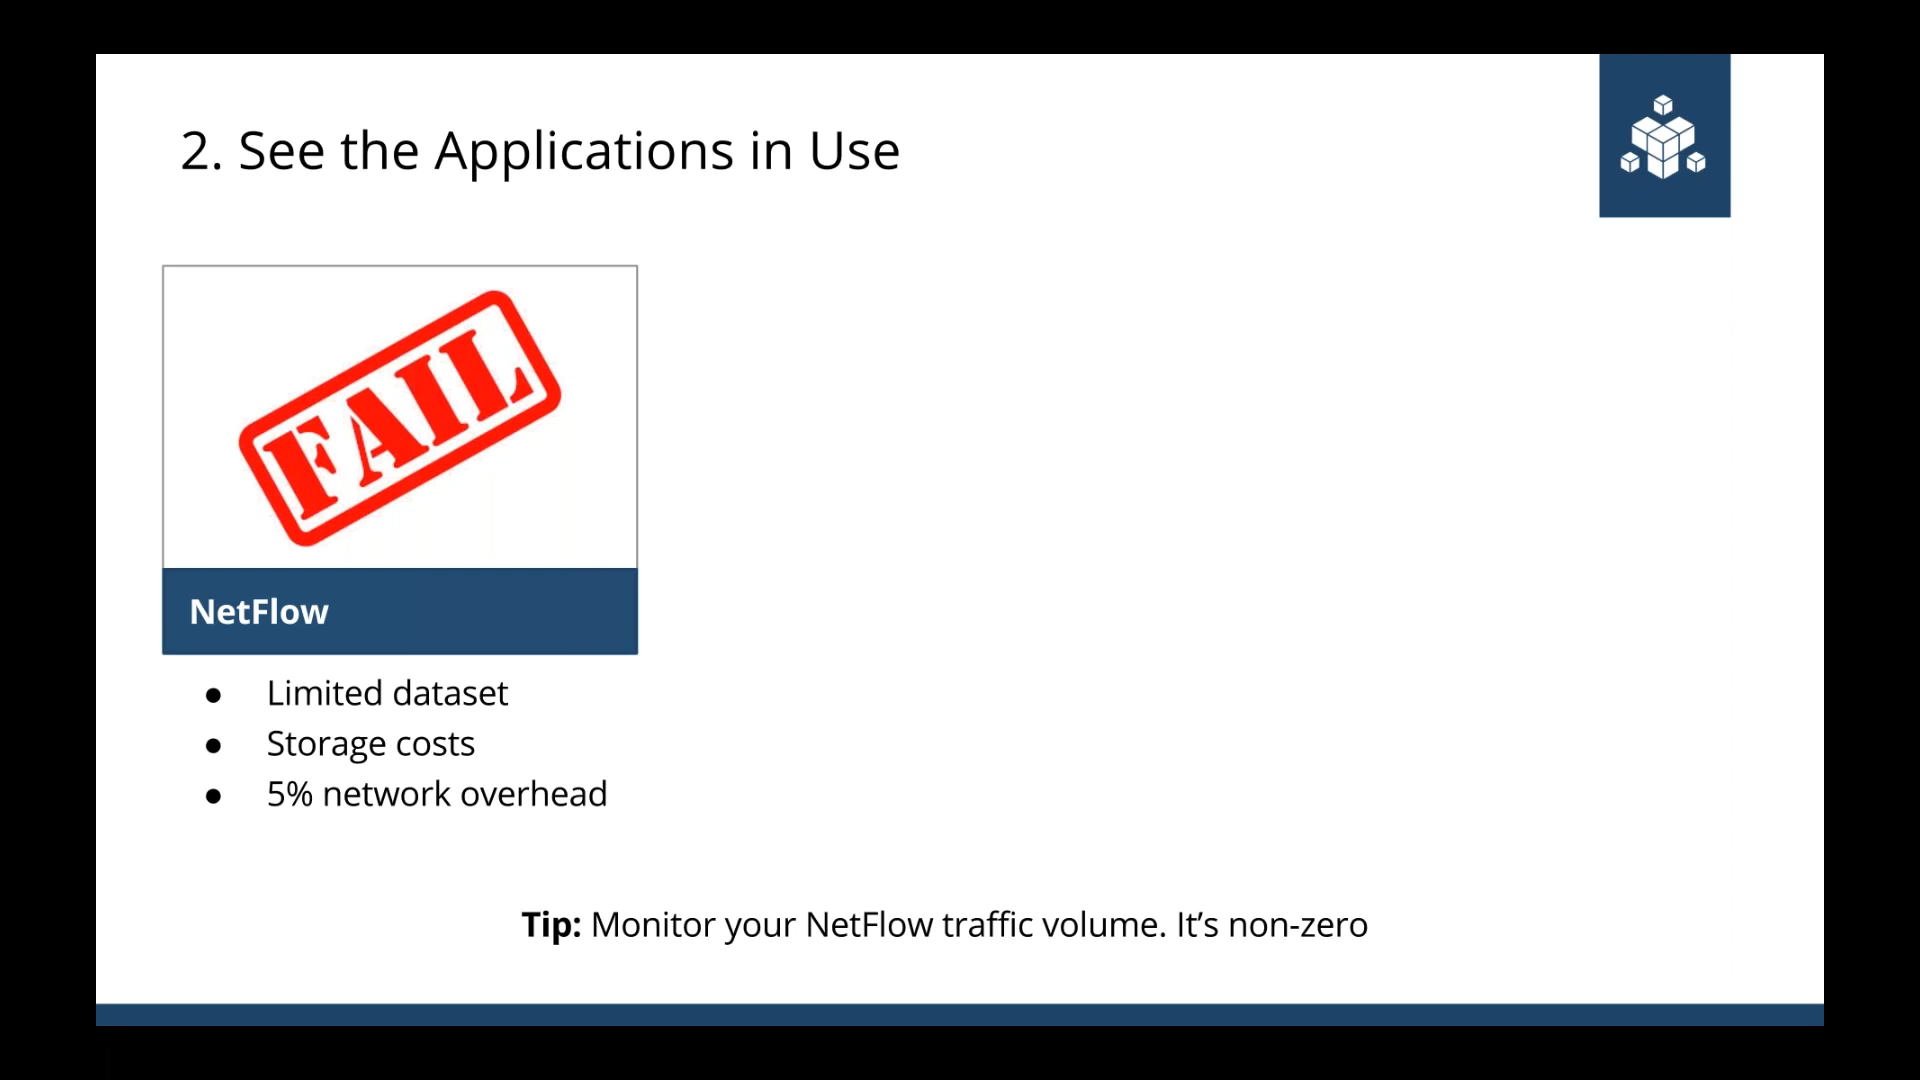 2. See the Applications in Use
FAIL
NetFlow
● Limited dataset
● Storage costs
● 5% network overhead
Tip: Monitor your NetFlow traffic volume. It’s non-zero